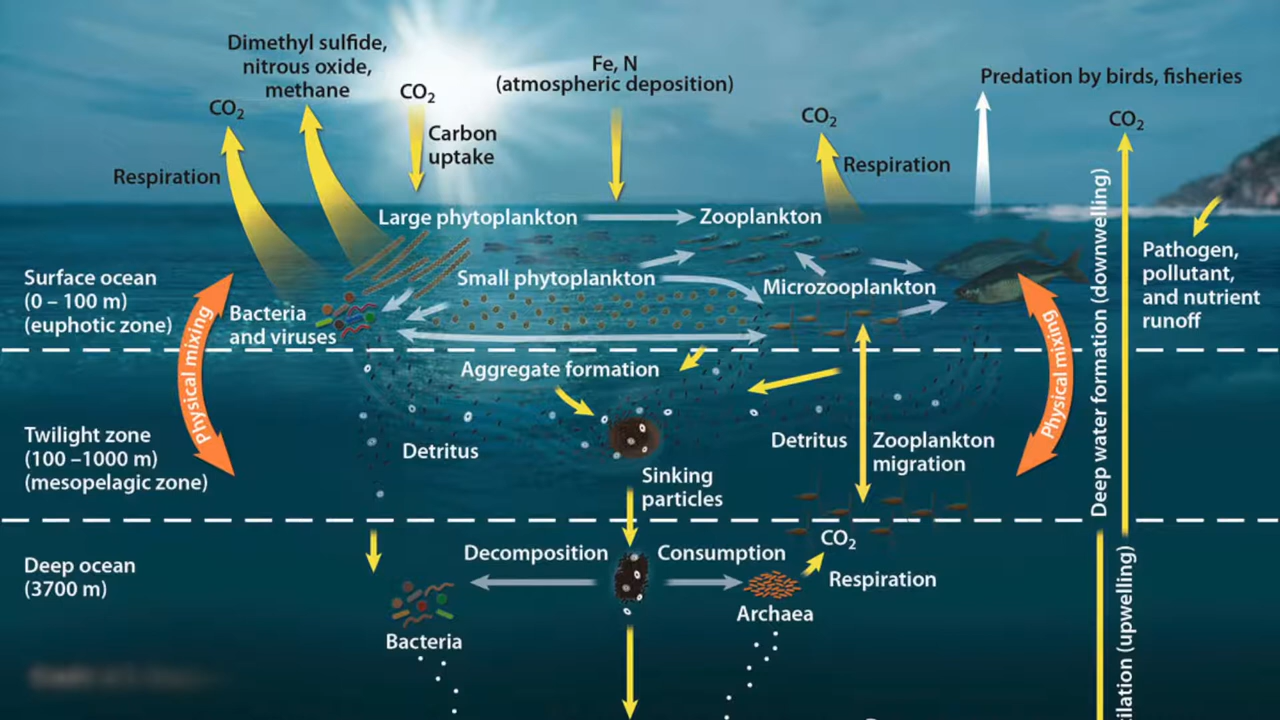 Dimethyl sulfide,
nitrous oxide,
methane
CO₂
CO₂
Carbon
uptake
Fe, N
(atmospheric deposition)
CO₂
Respiration
Predation by birds, fisheries
CO₂
Respiration
Large phytoplankton
Zooplankton
Small phytoplankton
Microzooplankton
Pathogen,
pollutant,
and nutrient
runoff
Surface ocean
(0 – 100 m)
(euphotic zone)
Bacteria
and viruses
Physical mixing
Physical mixing
Deep water formation (downwelling)
Aggregate formation
Twilight zone
(100 –1000 m)
(mesopelagic zone)
Detritus
Detritus
Zooplankton
migration
Sinking
particles
Deep ocean
(3700 m)
Decomposition
Consumption
CO₂
Respiration
Bacteria
Archaea
(upwelling)